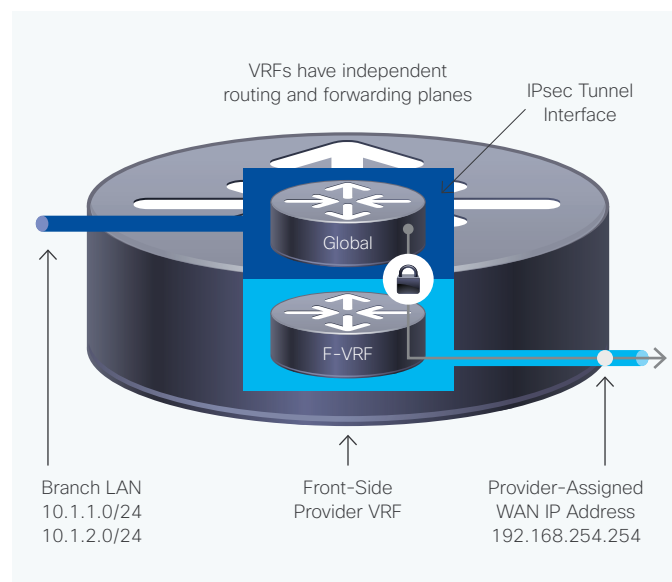 VRFs have independent
routing and forwarding planes
IPsec Tunnel
Interface
Global
F-VRF
Branch LAN
10.1.1.0/24
10.1.2.0/24
Front-Side
Provider VRF
Provider-Assigned
WAN IP Address
192.168.254.254